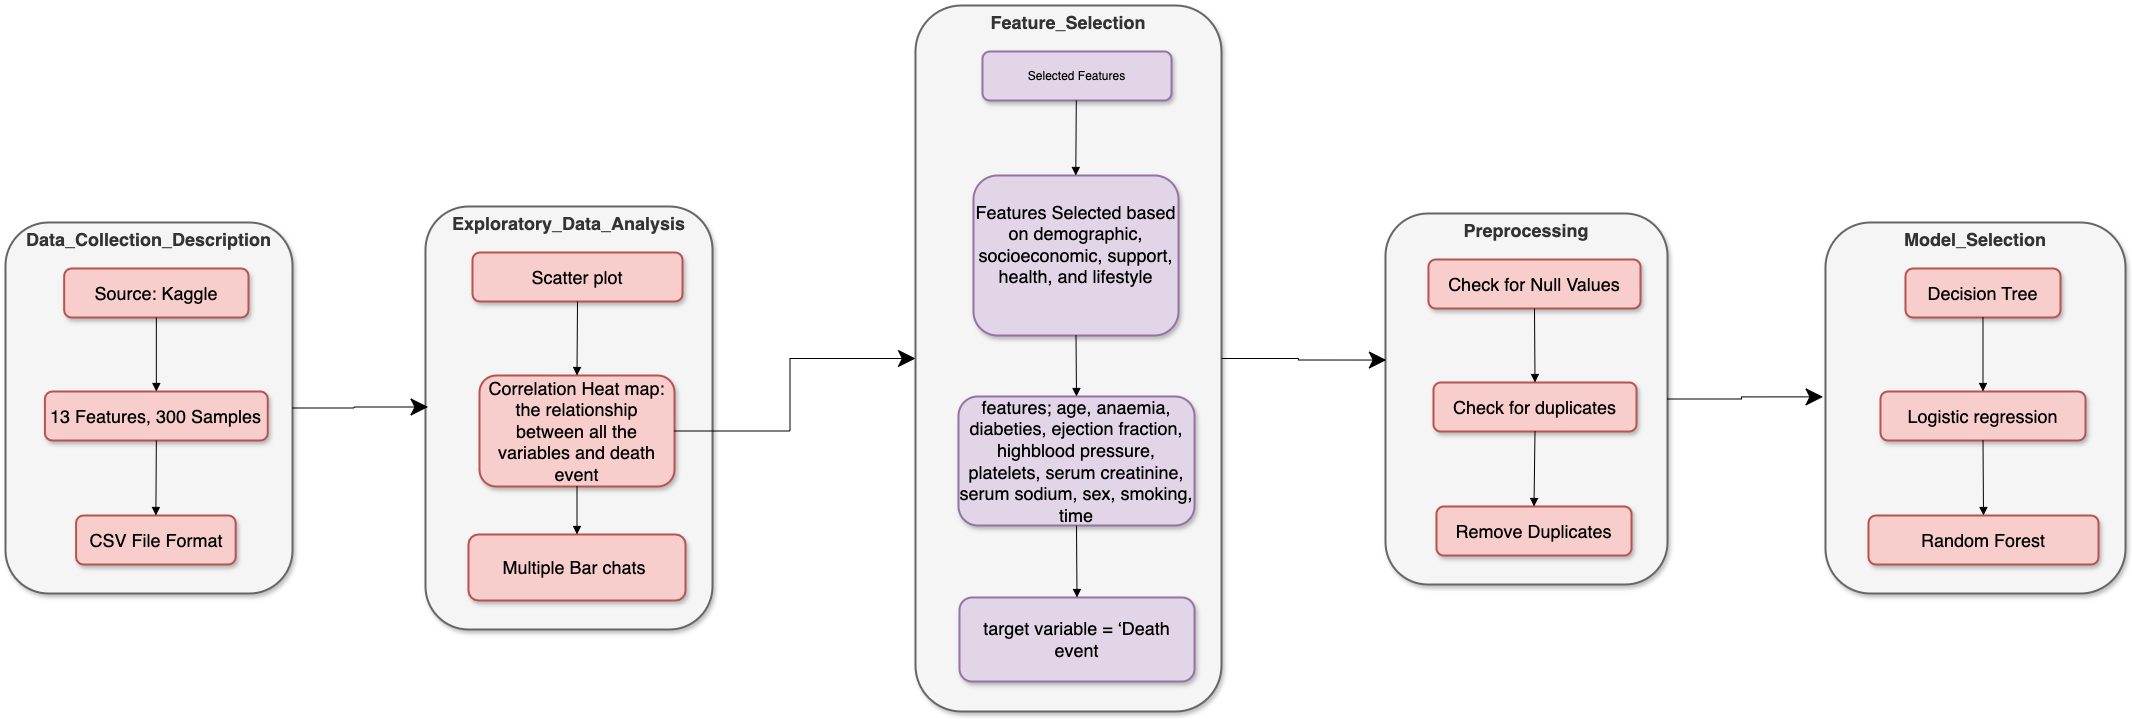 Data_Collection_Description
Source: Kaggle
13 Features, 300 Samples
CSV File Format
Exploratory_Data_Analysis
Scatter plot
Correlation Heat map:
the relationship
between all the
variables and death
event
Multiple Bar chats
Feature_Selection
Selected Features
Features Selected based
on demographic,
socioeconomic, support,
health, and lifestyle
features; age, anaemia,
diabeties, ejection fraction,
highblood pressure,
platelets, serum creatinine,
serum sodium, sex, smoking,
time
target variable = ‘Death
event
Preprocessing
Check for Null Values
Check for duplicates
Remove Duplicates
Model_Selection
Decision Tree
Logistic regression
Random Forest